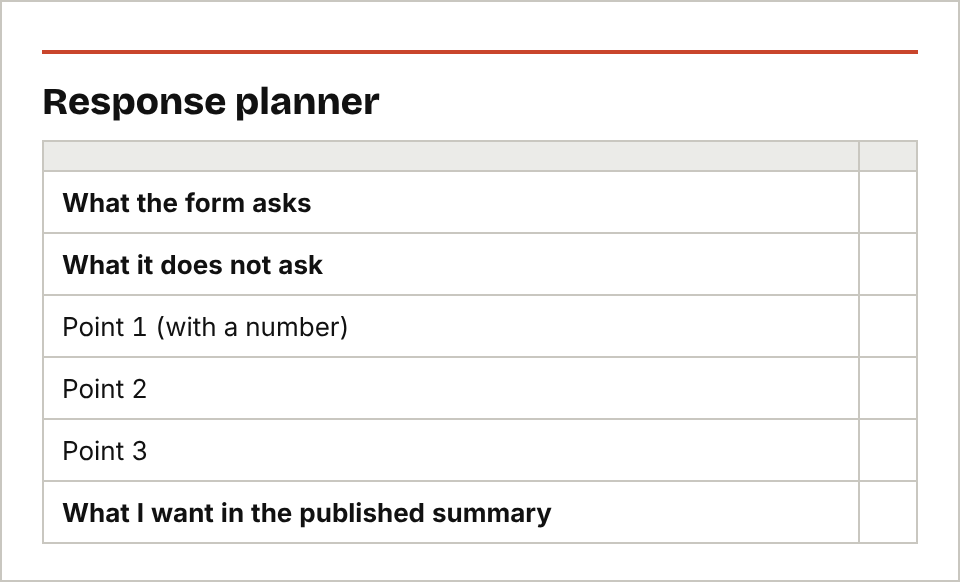 Response planner
What the form asks
What it does not ask
Point 1 (with a number)
Point 2
Point 3
What I want in the published summary